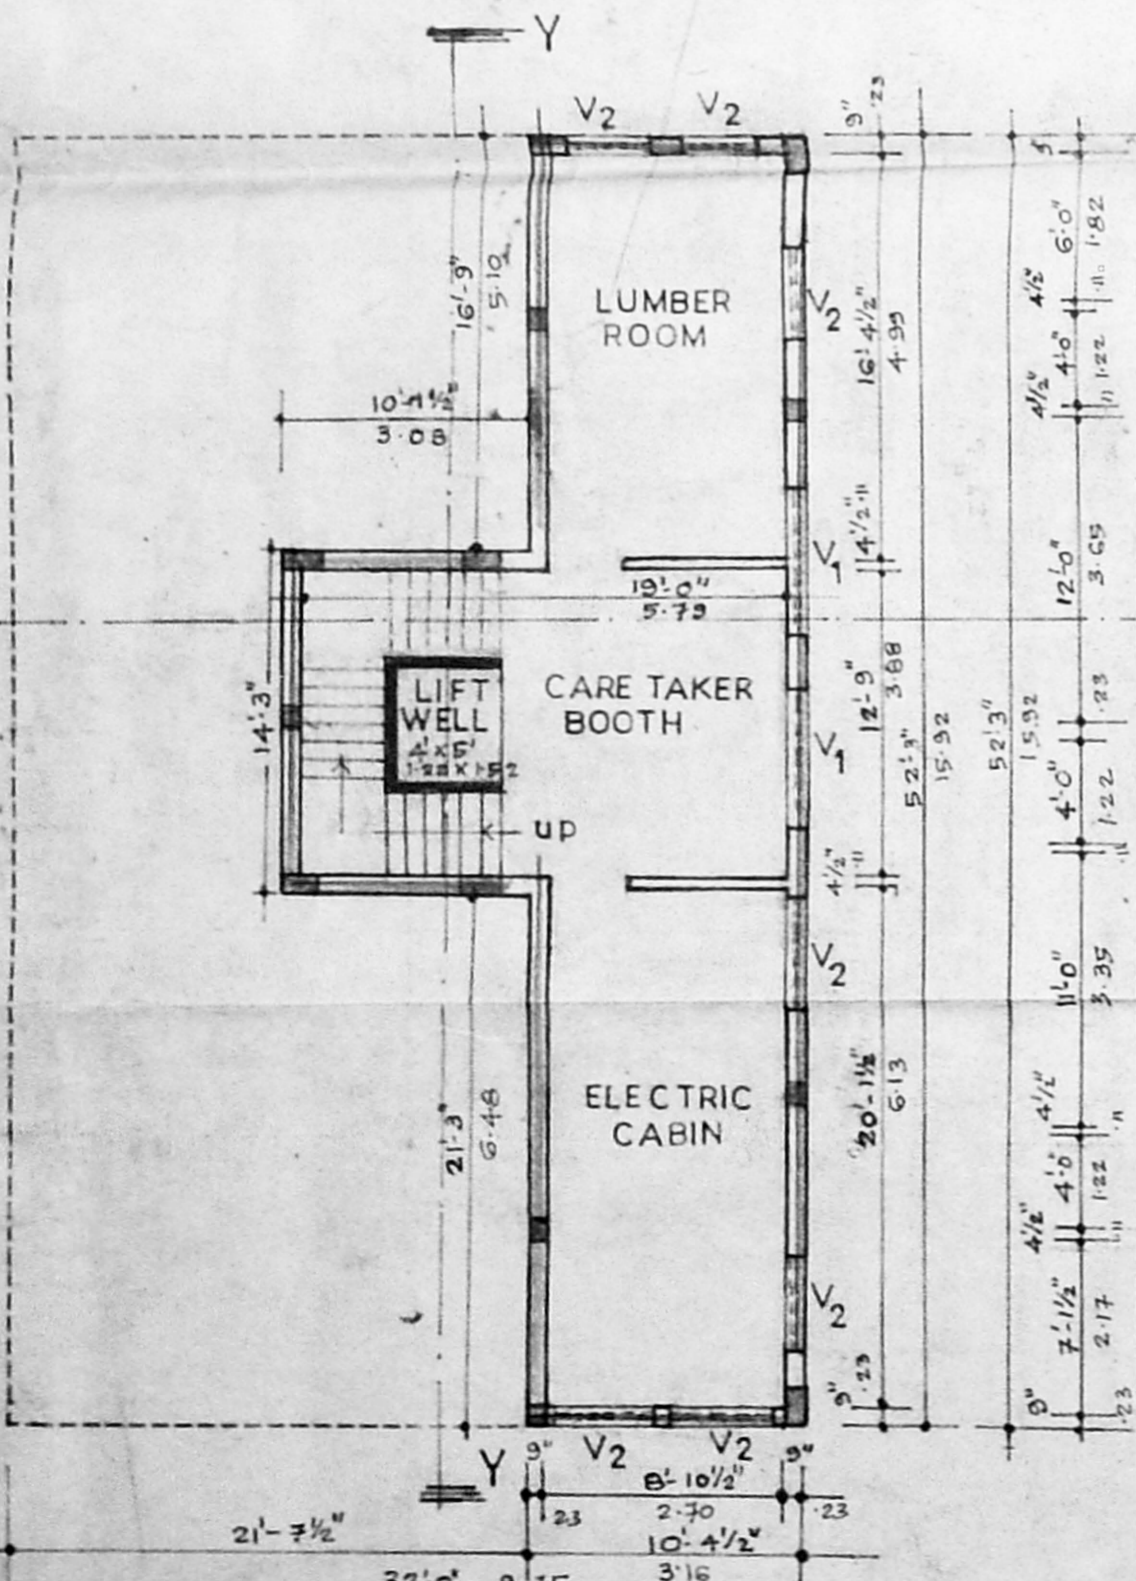 Y
V2 V2
9" .23
16'-9"
5.10
LUMBER
ROOM
V2
16'-4½"
4.99
6'-0" 1.82
4½"
4'-0" 1.22
4½"
3.08
4½" .11
V1
19'-0"
5.79
12'-0"
3.65
LIFT
WELL
4'x5'
CARE TAKER
BOOTH
14'-3"
12'-9"
3.88
V1
52'-3"
15.92
52'-3"
15.92
.23
4'-0"
1.22
.11
up
4½" .11
V2
11'-0"
3.35
21'-3"
6.48
ELECTRIC
CABIN
20'-1½"
6.13
4½"
.11
4'-0"
1.22
4½"
V2
7'-1½"
2.17
9" .23
9"
.23
Y
9"
V2 V2
9"
8'-10½"
.23
2.70
.23
21'-7½"
10'-4½"
3.16